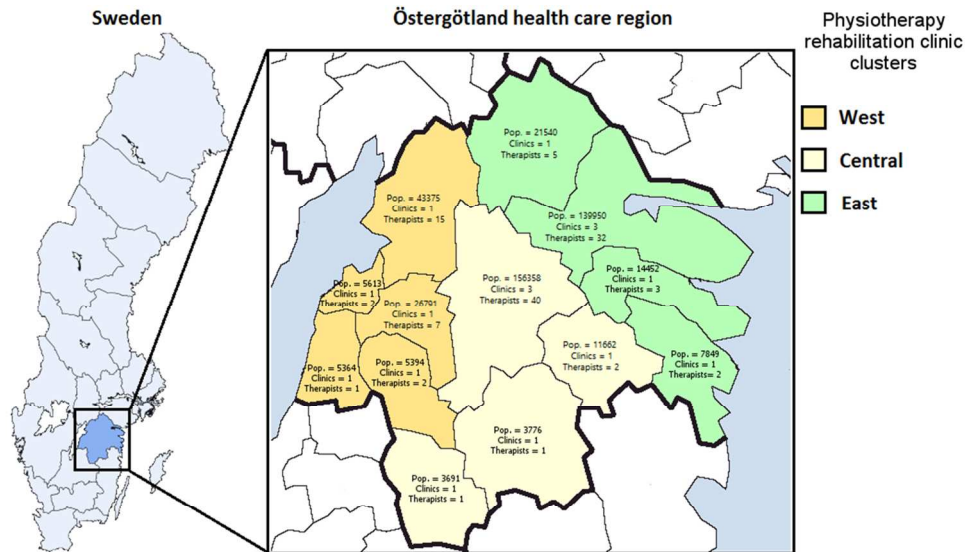 Sweden
Östergötland health care region
Physiotherapy
rehabilitation clinic
clusters
West
Central
East
Pop. = 21540
Clinics = 1
Therapists = 5
Pop. = 43375
Clinics = 1
Therapists = 15
Pop. = 139950
Clinics = 3
Therapists = 32
Pop. = 14452
Clinics = 1
Therapists = 3
Pop. = 5613
Clinics = 1
Therapists = 2
Pop. = 26791
Clinics = 1
Therapists = 7
Pop. = 156358
Clinics = 3
Therapists = 40
Pop. = 11662
Clinics = 1
Therapists = 2
Pop. = 7849
Clinics = 1
Therapists= 2
Pop. = 5364
Clinics = 1
Therapists = 1
Pop. = 5394
Clinics = 1
Therapists = 2
Pop. = 3776
Clinics = 1
Therapists = 1
Pop. = 3691
Clinics = 1
Therapists = 1